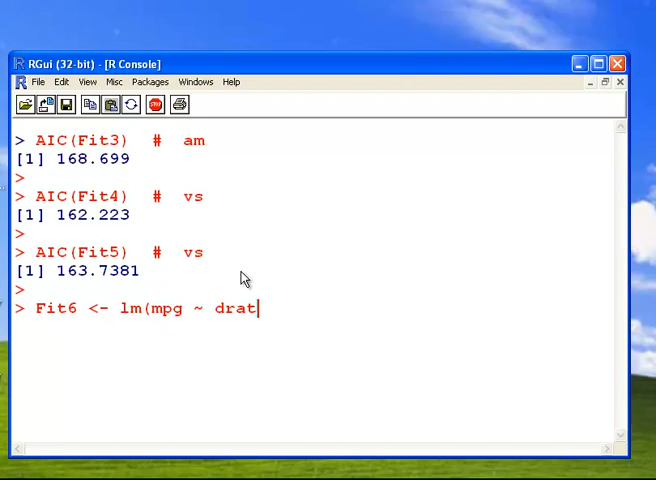 RGui (32-bit) - [R Console]
File Edit View Misc Packages Windows Help
> AIC(Fit3) # am
[1] 168.699
>
> AIC(Fit4) # vs
[1] 162.223
>
> AIC(Fit5) # vs
[1] 163.7381
>
> Fit6 <- lm(mpg ~ drat